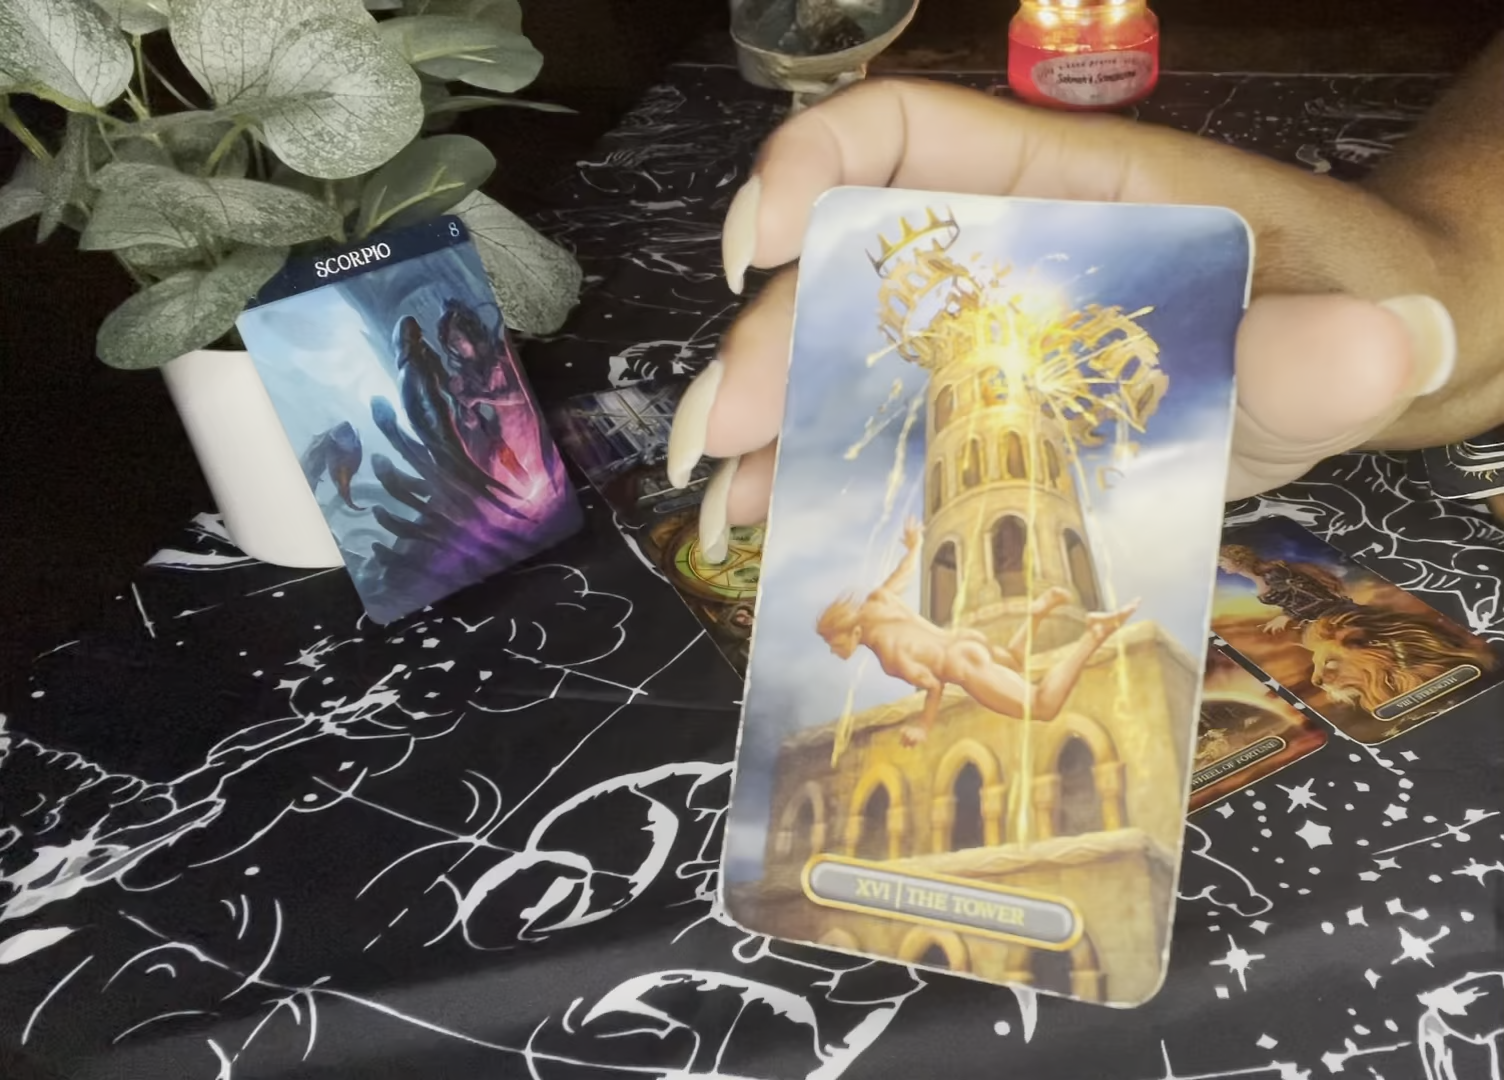 SCORPIO 8
XVI | THE TOWER
VIII | STRENGTH
WHEEL OF FORTUNE